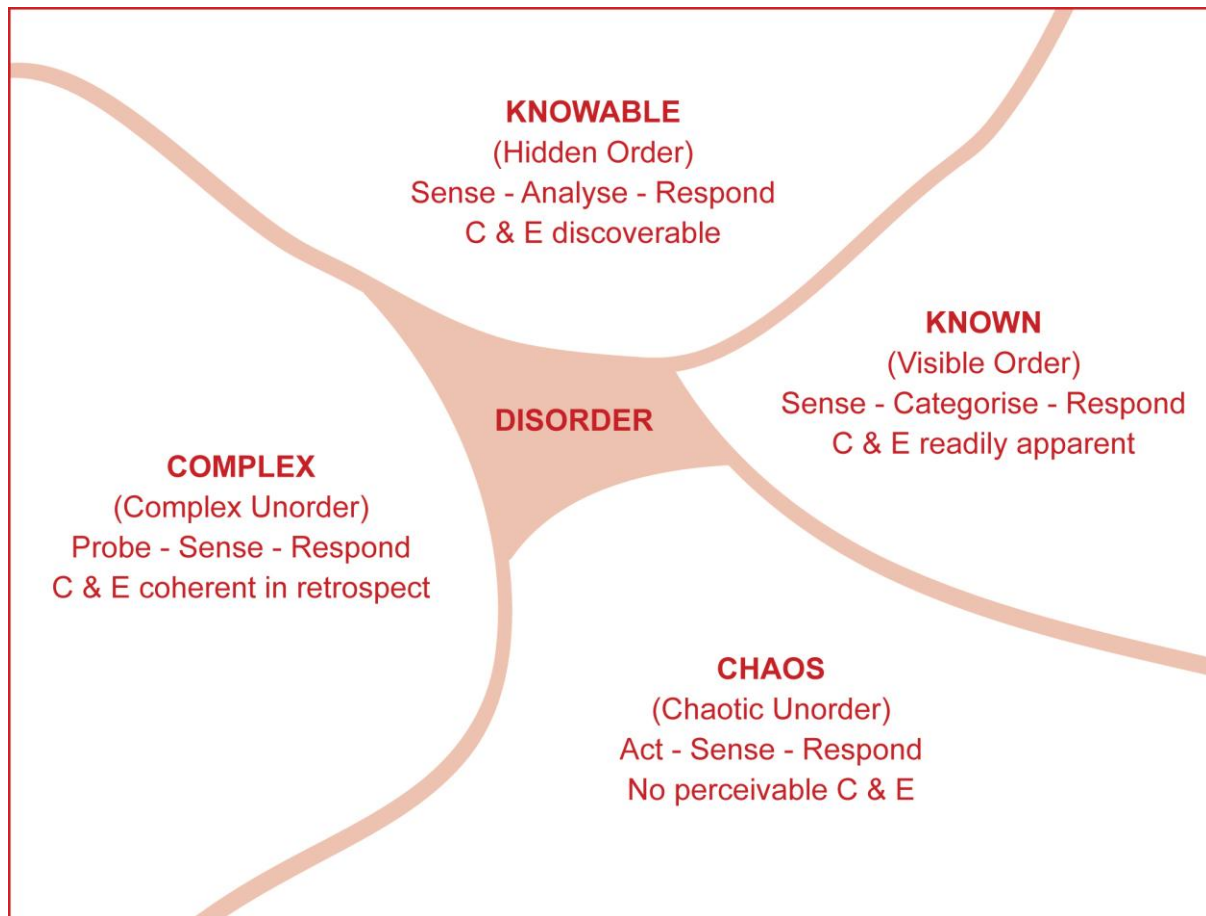 KNOWABLE
(Hidden Order)
Sense - Analyse - Respond
C & E discoverable
KNOWN
(Visible Order)
Sense - Categorise - Respond
C & E readily apparent
DISORDER
COMPLEX
(Complex Unorder)
Probe - Sense - Respond
C & E coherent in retrospect
CHAOS
(Chaotic Unorder)
Act - Sense - Respond
No perceivable C & E